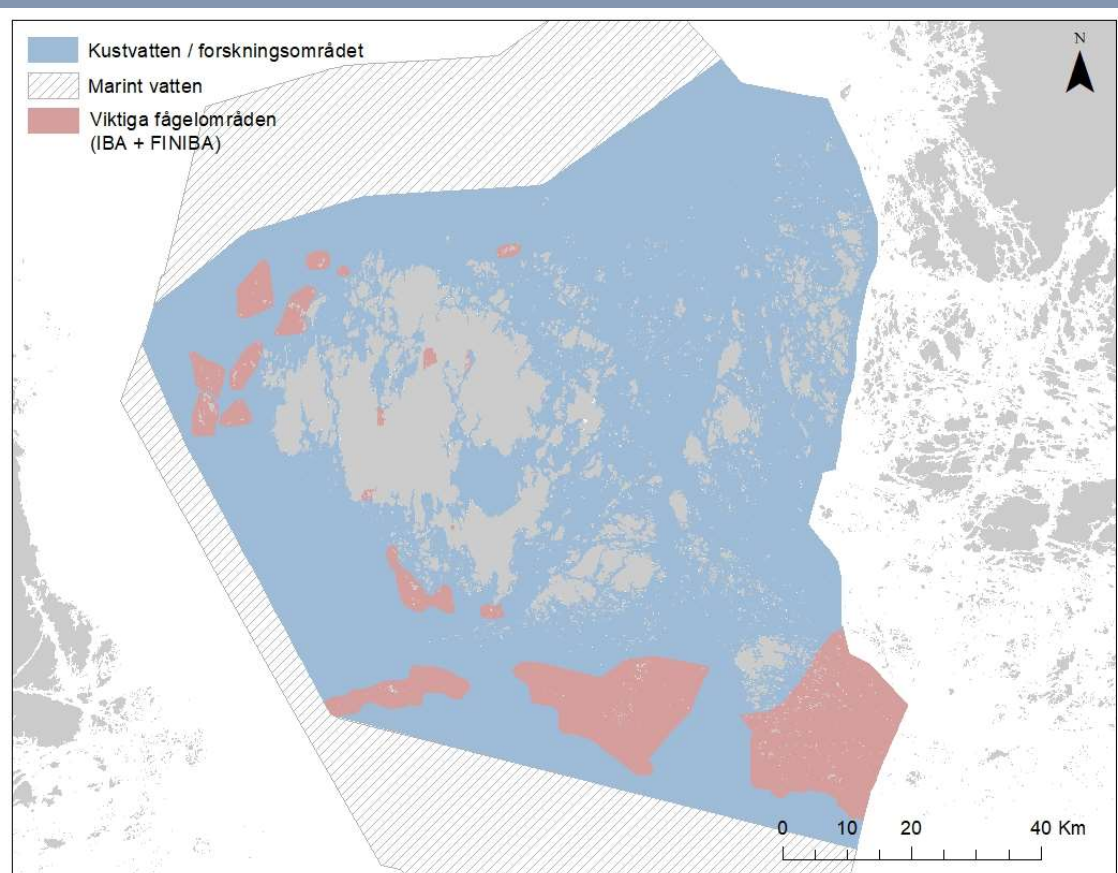 Kustvatten / forskningsområdet
Marint vatten
Viktiga fågelområden
(IBA + FINIBA)
N
0 10 20 40 Km